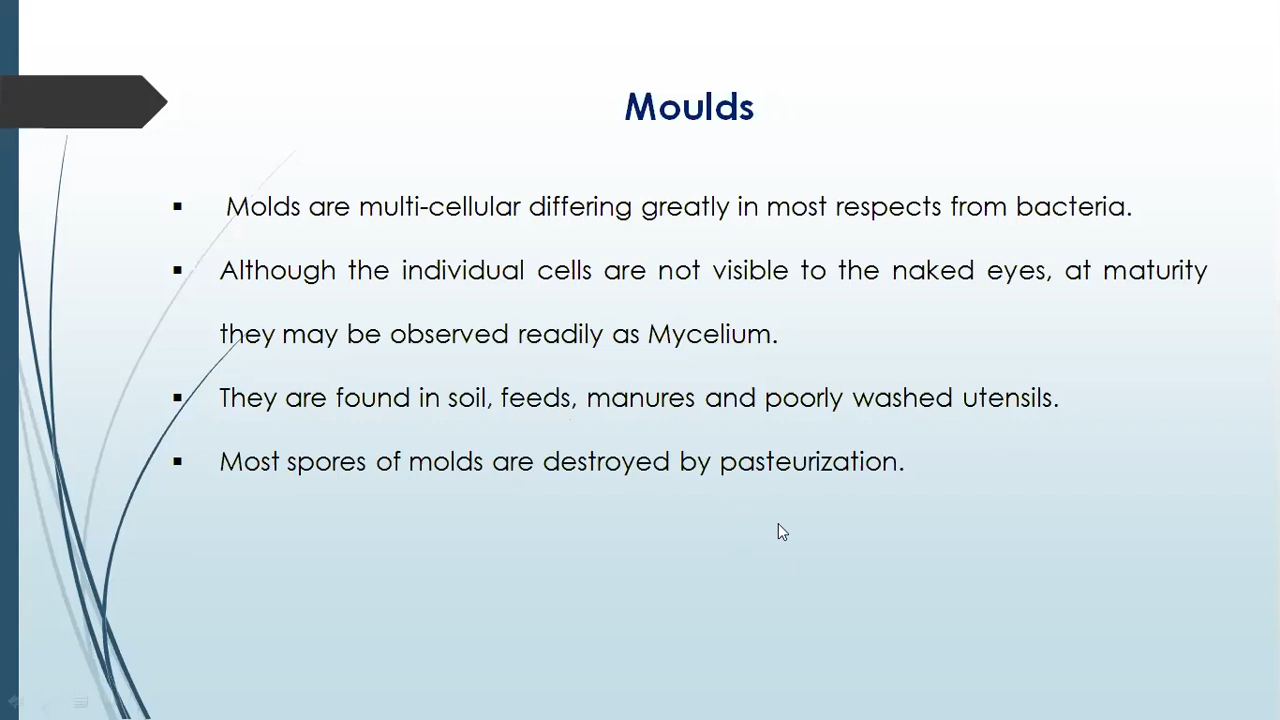 Moulds
▪ Molds are multi-cellular differing greatly in most respects from bacteria.
▪ Although the individual cells are not visible to the naked eyes, at maturity
they may be observed readily as Mycelium.
▪ They are found in soil, feeds, manures and poorly washed utensils.
▪ Most spores of molds are destroyed by pasteurization.